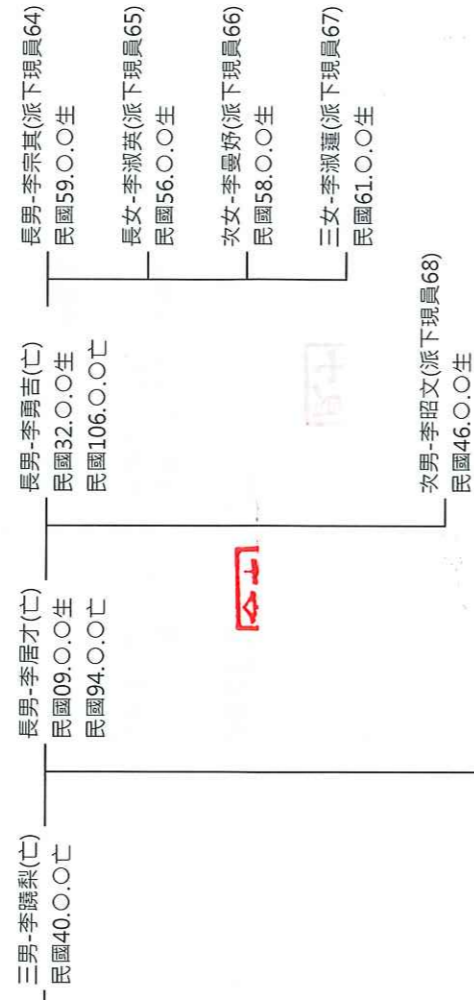 三男-李蹺梨(亡)
民國40.○.○亡
長男-李居才(亡)
民國09.○.○生
民國94.○.○亡
長男-李勇吉(亡)
民國32.○.○生
民國106.○.○亡
長男-李宗其(派下現員64)
民國59.○.○生
長女-李淑英(派下現員65)
民國56.○.○生
次女-李曼妤(派下現員66)
民國58.○.○生
三女-李淑蓮(派下現員67)
民國61.○.○生
次男-李昭文(派下現員68)
民國46.○.○生